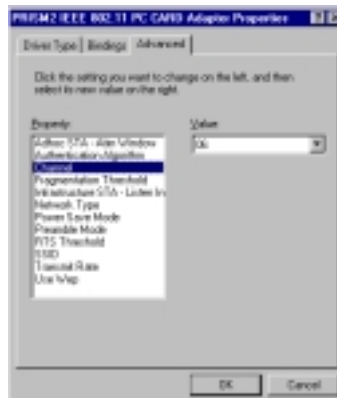 PRISM2 IEEE 802.11 PC CARD Adapter Properties
Driver Type
Bindings
Advanced
Click the setting you want to change on the left, and then
select its new value on the right.
Property:
Value
Adhoc STA - Atim Window
Authentication Algorithm
Channel
Fragmentation Threshold
Infrastructure STA - Listen In
Network Type
Power Save Mode
Preamble Mode
RTS Threshold
SSID
Transmit Rate
Use Wep
06
OK
Cancel